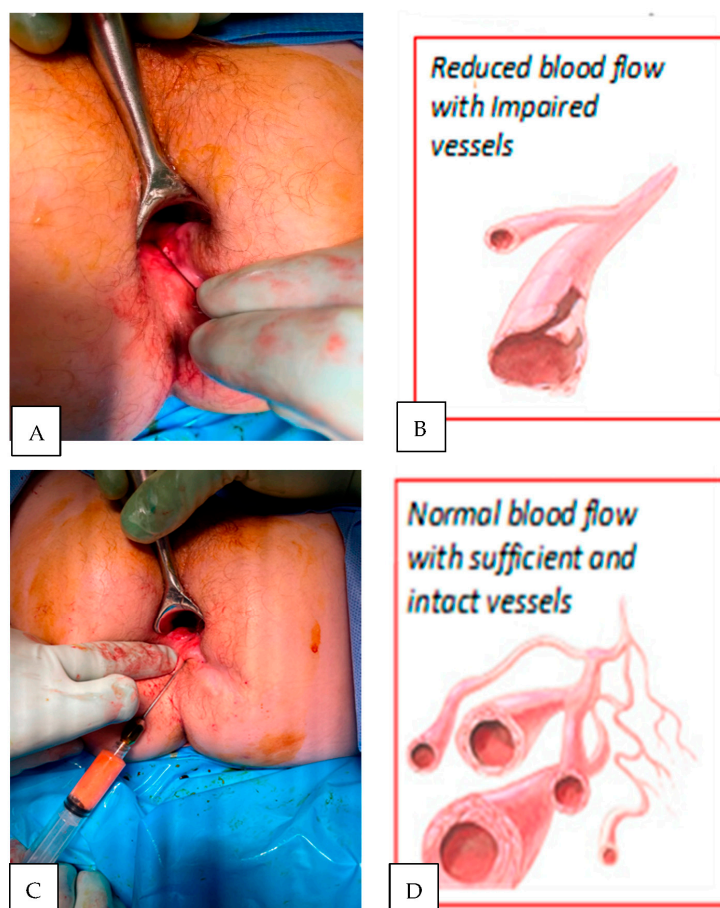 Reduced blood flow
with Impaired
vessels
A
B
Normal blood flow
with sufficient and
intact vessels
C
D